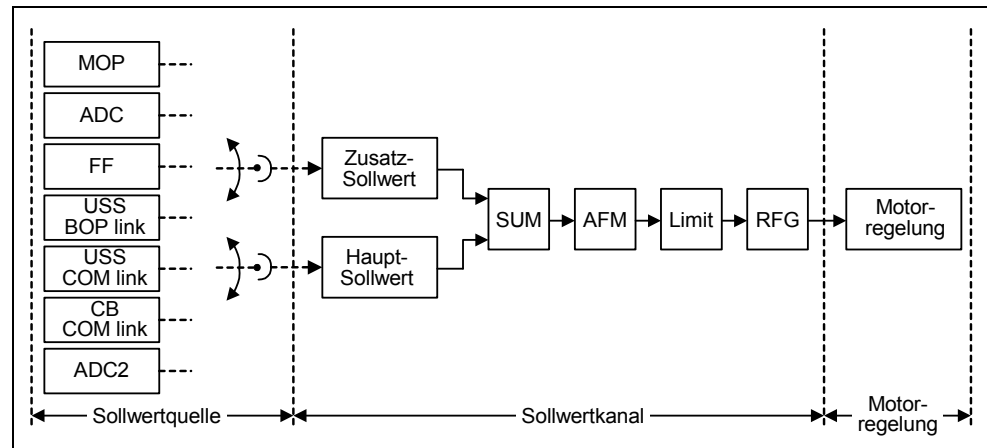 MOP
ADC
FF
USS
BOP link
USS
COM link
CB
COM link
ADC2
Zusatz-
Sollwert
Haupt-
Sollwert
SUM
AFM
Limit
RFG
Motor-
regelung
Sollwertquelle
Sollwertkanal
Motor-
regelung